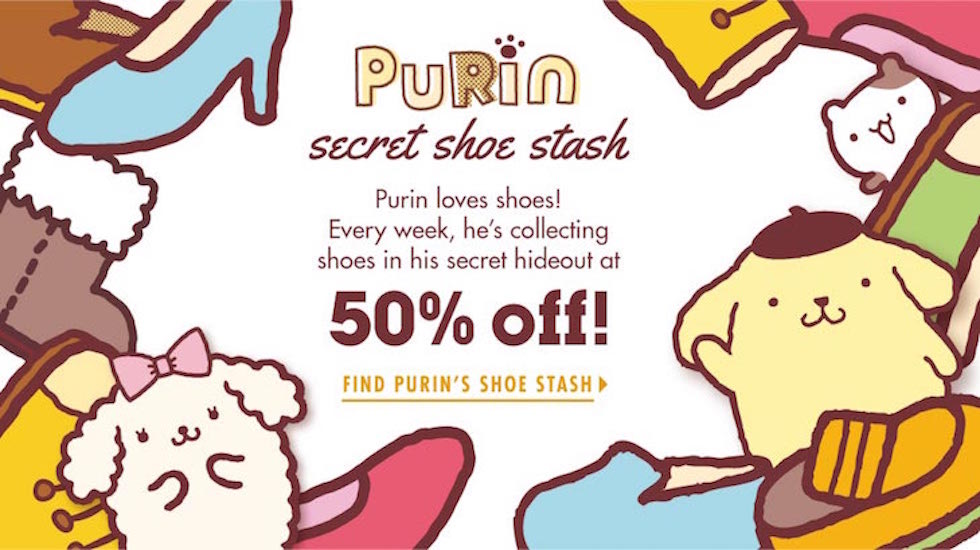 PuRin
secret shoe stash
Purin loves shoes!
Every week, he's collecting
shoes in his secret hideout at
50% off!
FIND PURIN'S SHOE STASH